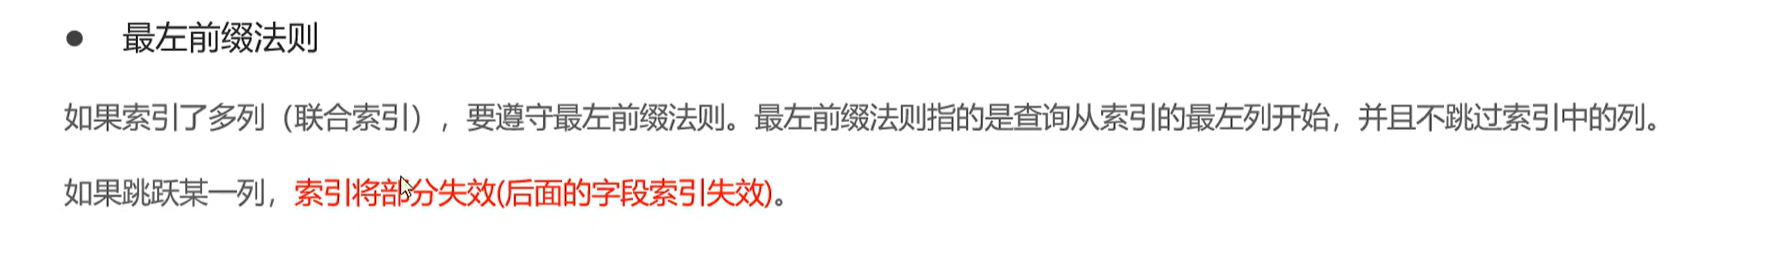 ● 最左前缀法则
如果索引了多列（联合索引），要遵守最左前缀法则。最左前缀法则指的是查询从索引的最左列开始，并且不跳过索引中的列。
如果跳跃某一列，索引将部分失效(后面的字段索引失效)。